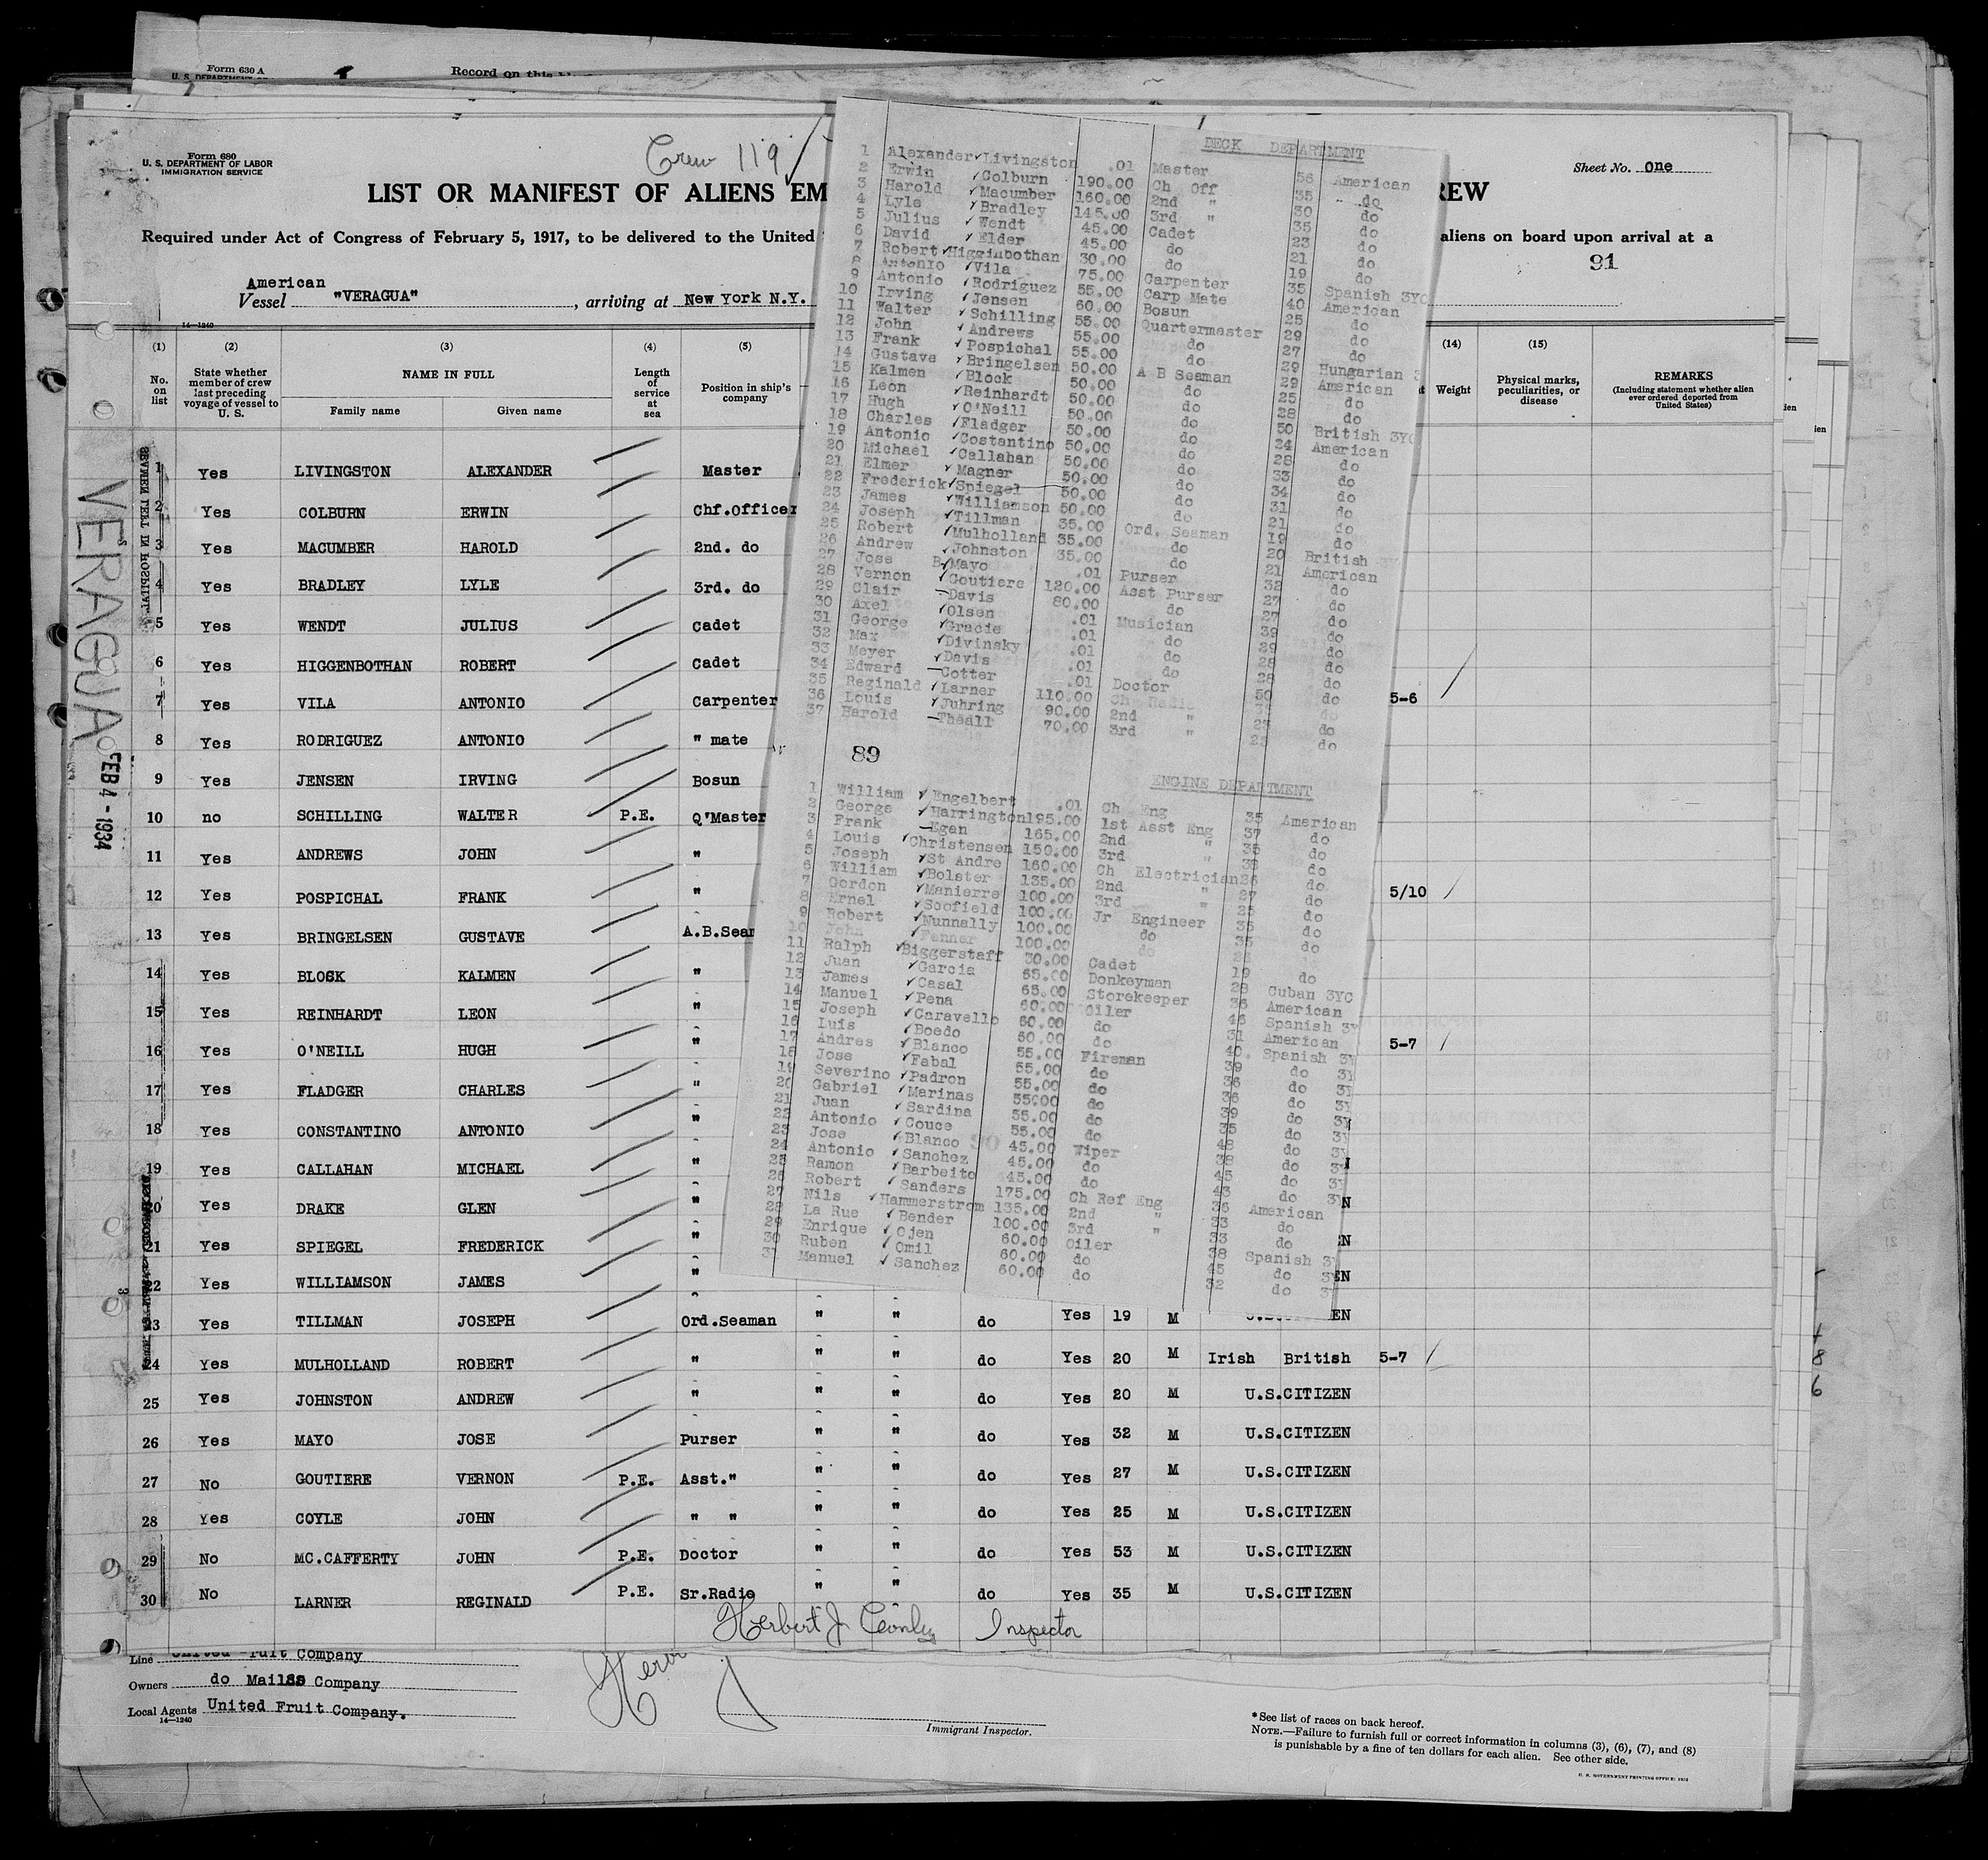 Form 630 A
U. S. DEPARTMENT
Record on this
Form 680
U. S. DEPARTMENT OF LABOR
IMMIGRATION SERVICE
Crew 119
Sheet No. One
LIST OR MANIFEST OF ALIENS EM
REW
Required under Act of Congress of February 5, 1917, to be delivered to the United
aliens on board upon arrival at a
91
American
Vessel "VERAGUA", arriving at New York N.Y.
14—1240
(1) (2) (3) (4) (5) (14) (15)
No. on list
State whether member of crew last preceding voyage of vessel to U. S.
NAME IN FULL
Family name Given name
Length of service at sea
Position in ship's company
Weight
Physical marks, peculiarities, or disease
REMARKS
(Including statement whether alien ever ordered deported from United States)
VERAGUA
FEB 4 - 1934
1 Yes LIVINGSTON ALEXANDER Master
2 Yes COLBURN ERWIN Chf.Officer
3 Yes MACUMBER HAROLD 2nd. do
4 Yes BRADLEY LYLE 3rd. do
5 Yes WENDT JULIUS Cadet
6 Yes HIGGENBOTHAN ROBERT Cadet
7 Yes VILA ANTONIO Carpenter 5-6
8 Yes RODRIGUEZ ANTONIO " mate
9 Yes JENSEN IRVING Bosun
10 no SCHILLING WALTER P.E. Q'Master
11 Yes ANDREWS JOHN "
12 Yes POSPICHAL FRANK " 5/10
13 Yes BRINGELSEN GUSTAVE A.B.Sea
14 Yes BLOSK KALMEN "
15 Yes REINHARDT LEON "
16 Yes O'NEILL HUGH " 5-7
17 Yes FLADGER CHARLES "
18 Yes CONSTANTINO ANTONIO "
19 Yes CALLAHAN MICHAEL "
20 Yes DRAKE GLEN "
21 Yes SPIEGEL FREDERICK "
22 Yes WILLIAMSON JAMES "
23 Yes TILLMAN JOSEPH Ord.Seaman " " do Yes 19 M
24 Yes MULHOLLAND ROBERT " " " do Yes 20 M Irish British 5-7
25 Yes JOHNSTON ANDREW " " " do Yes 20 M U.S.CITIZEN
26 Yes MAYO JOSE Purser " " do Yes 32 M U.S.CITIZEN
27 No GOUTIERE VERNON P.E. Asst." " " do Yes 27 M U.S.CITIZEN
28 Yes COYLE JOHN " " " " do Yes 25 M U.S.CITIZEN
29 No MC.CAFFERTY JOHN P.E. Doctor " " do Yes 53 M U.S.CITIZEN
30 No LARNER REGINALD P.E. Sr.Radio " " do Yes 35 M U.S.CITIZEN
Herbert J Conley Inspector
DECK DEPARTMENT
1 Alexander Livingston .01 Master 56 American
2 Erwin Colburn 190.00 Ch Off 35 do
3 Harold Macumber 160.00 2nd " 30 do
4 Lyle Bradley 145.00 3rd " 35 do
5 Julius Wendt 45.00 Cadet 23 do
6 David Elder 45.00 do 21 do
7 Robert Higginbothan 30.00 do 19 do
8 Antonio Vila 75.00 Carpenter 35 Spanish 3YC
9 Antonio Rodriguez 55.00 Carp Mate 40 American
10 Irving Jensen 60.00 Bosun 25 do
11 Walter Schilling 55.00 Quartermaster 29 do
12 John Andrews 55.00 do 27 do
13 Frank Pospichal 55.00 do 29 Hungarian 3
14 Gustave Bringelsen 50.00 A B Seaman 29 American
15 Kalmen Block 50.00 do 25 do
16 Leon Reinhardt 50.00 do 28 do
17 Hugh O'Neill 50.00 do 50 British 3YC
18 Charles Fladger 50.00 do 24 American
19 Antonio Costantino 50.00 do 28 do
20 Michael Callahan 50.00 do 33 do
21 Elmer Magner 50.00 do 34 do
22 Frederick Spiegel 50.00 do 31 do
23 James Williamson 50.00 do 21 do
24 Joseph Tillman 35.00 Ord. Seaman 19 do
25 Robert Mulholland 35.00 do 20 British 3Y
26 Andrew Johnston 35.00 do 21 American
27 Jose B Mayo .01 Purser 32 do
28 Vernon Goutiere 120.00 Asst Purser 27 do
29 Clair Davis 80.00 do 27 do
30 Axel Olsen .01 Musician 39 do
31 George Gracie .01 do 29 do
32 Max Divinsky .01 do 28 do
33 Meyer Davis .01 do 28 do
34 Edward Cotter .01 Doctor 50 do
35 Reginald Larner 110.00 Ch Radio do
36 Louis Juhring 90.00 2nd " 23 do
37 Harold Theall 70.00 3rd " 23 do
89
ENGINE DEPARTMENT
1 William Engelbert .01 Ch Eng 35 American
2 George Harrington 195.00 1st Asst Eng 37 do
3 Frank Egan 165.00 2nd " 35 do
4 Louis Christensen 150.00 3rd " 36 do
5 Joseph St Andre 160.00 Ch Electrician 26 do
6 William Bolster 135.00 2nd " 27 do
7 Gordon Manierre 100.00 3rd " 25 do
8 Ernel Scofield 100.00 Jr Engineer 35 do
9 Robert Nunnally 100.00 do 35 do
10 John Fenner 100.00 do
11 Ralph Biggerstaff 30.00 Cadet 19 do
12 Juan Garcia 65.00 Donkeyman 28 Cuban 3YC
13 James Casal 65.00 Storekeeper 36 American
14 Manuel Pena 60.00 Oiler 46 Spanish 3Y
15 Joseph Caravello 60.00 do 31 American
16 Luis Boedo 60.00 do 40 Spanish 3Y
17 Andres Blanco 55.00 Fireman 39 do 3Y
18 Jose Fabal 55.00 do 36 do 3Y
19 Severino Padron 55.00 do 36 do 3Y
20 Gabriel Marinas 55.00 do 39 do 3Y
21 Juan Sardina 55.00 do 35 do 3Y
22 Antonio Couce 55.00 do 48 do 3Y
23 Jose Blanco 45.00 Wiper 38 do 3Y
24 Antonio Sanchez 45.00 do 45 do 3Y
25 Ramon Barbeito 45.00 do 43 do 3Y
26 Robert Sanders 175.00 Ch Ref Eng 36 American
27 Nils Hammerstrom 135.00 2nd " 33 do
28 La Rue Bender 100.00 3rd " 33 do
29 Enrique Ojen 60.00 Oiler 38 Spanish 3Y
30 Ruben Omil 60.00 do 45 do 3Y
31 Manuel Sanchez 60.00 do 32 do 3
Line United Fruit Company
Owners do Mail SS Company
Local Agents United Fruit Company.
14—1240
Immigrant Inspector.
* See list of races on back hereof.
NOTE.—Failure to furnish full or correct information in columns (3), (6), (7), and (8)
is punishable by a fine of ten dollars for each alien. See other side.
U. S. GOVERNMENT PRINTING OFFICE: 1932